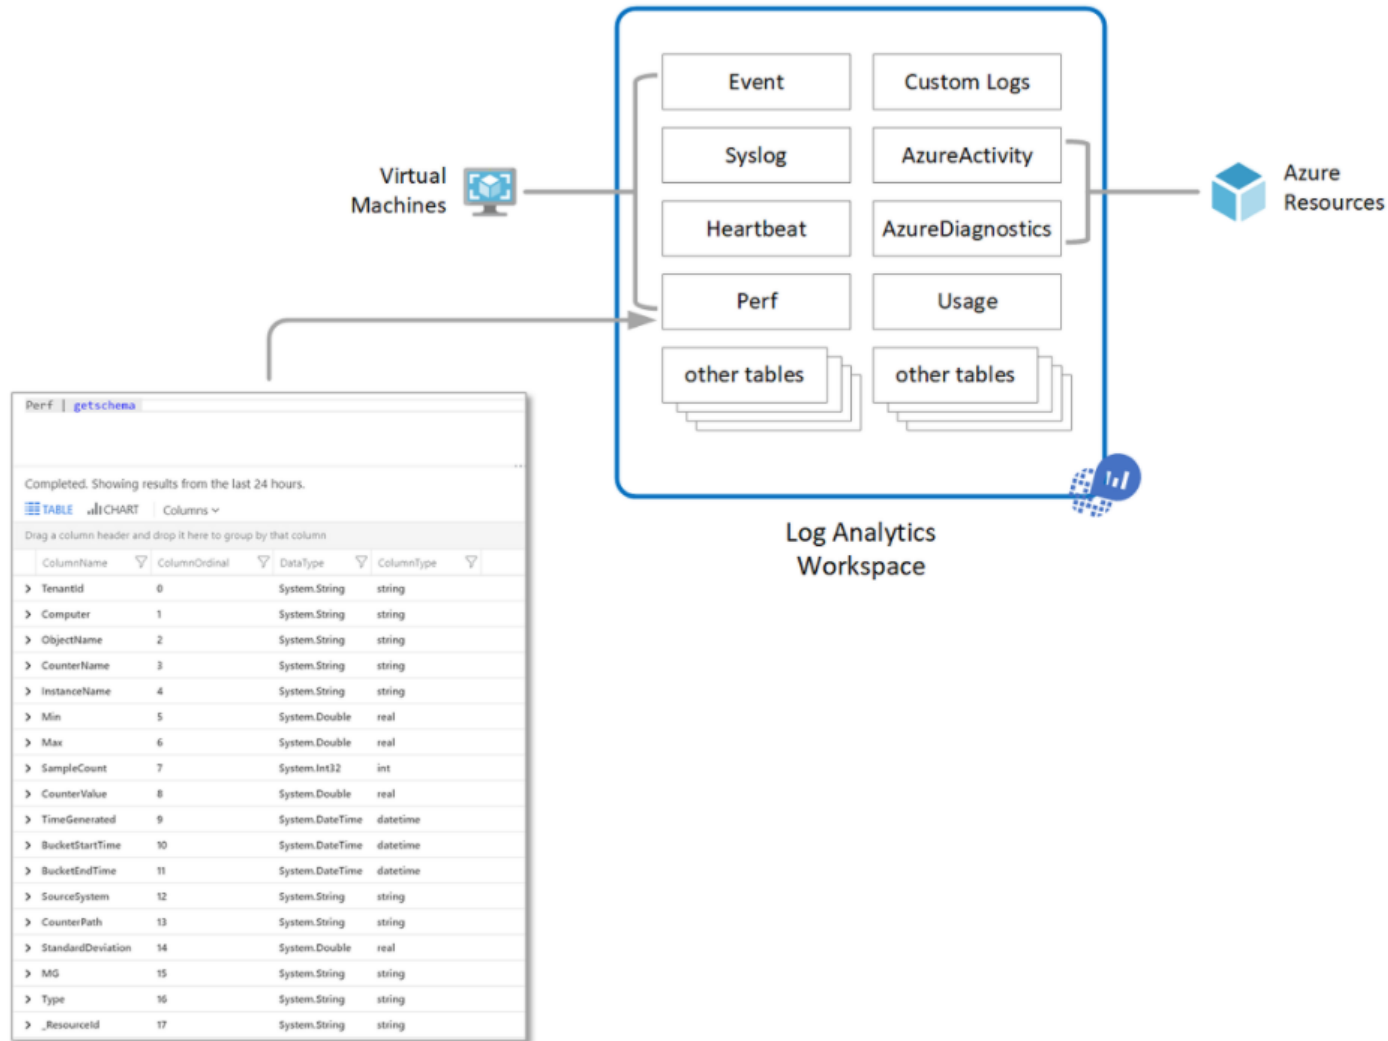 Event
Custom Logs
Syslog
AzureActivity
Virtual
Machines
Azure
Resources
Heartbeat
AzureDiagnostics
Perf
Usage
other tables
other tables
Log Analytics
Workspace
Perf | getschema
Completed. Showing results from the last 24 hours.
TABLE CHART Columns
Drag a column header and drop it here to group by that column
ColumnName ColumnOrdinal DataType ColumnType
TenantId 0 System.String string
Computer 1 System.String string
ObjectName 2 System.String string
CounterName 3 System.String string
InstanceName 4 System.String string
Min 5 System.Double real
Max 6 System.Double real
SampleCount 7 System.Int32 int
CounterValue 8 System.Double real
TimeGenerated 9 System.DateTime datetime
BucketStartTime 10 System.DateTime datetime
BucketEndTime 11 System.DateTime datetime
SourceSystem 12 System.String string
CounterPath 13 System.String string
StandardDeviation 14 System.Double real
MG 15 System.String string
Type 16 System.String string
_ResourceId 17 System.String string